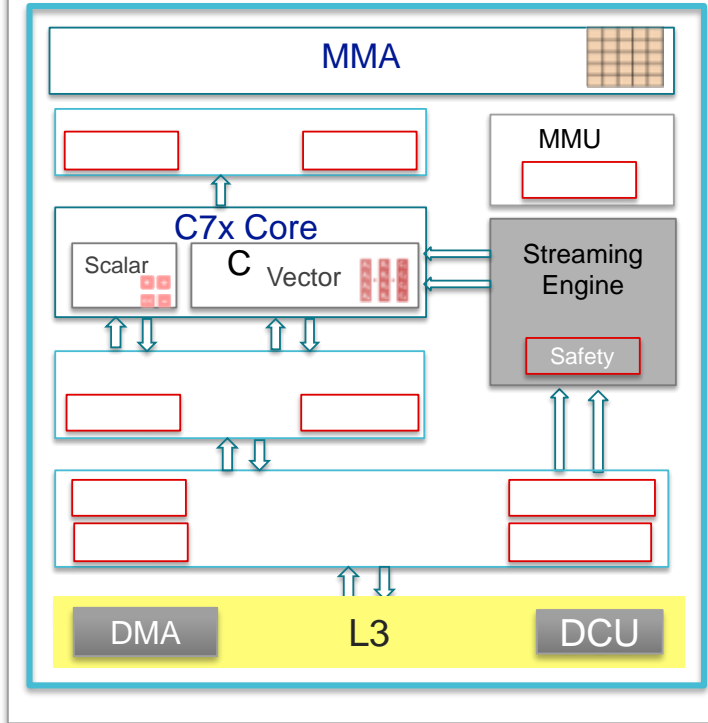 MMA
MMU
C7x Core
Scalar
C
Vector
Streaming
Engine
Safety
DMA
L3
DCU